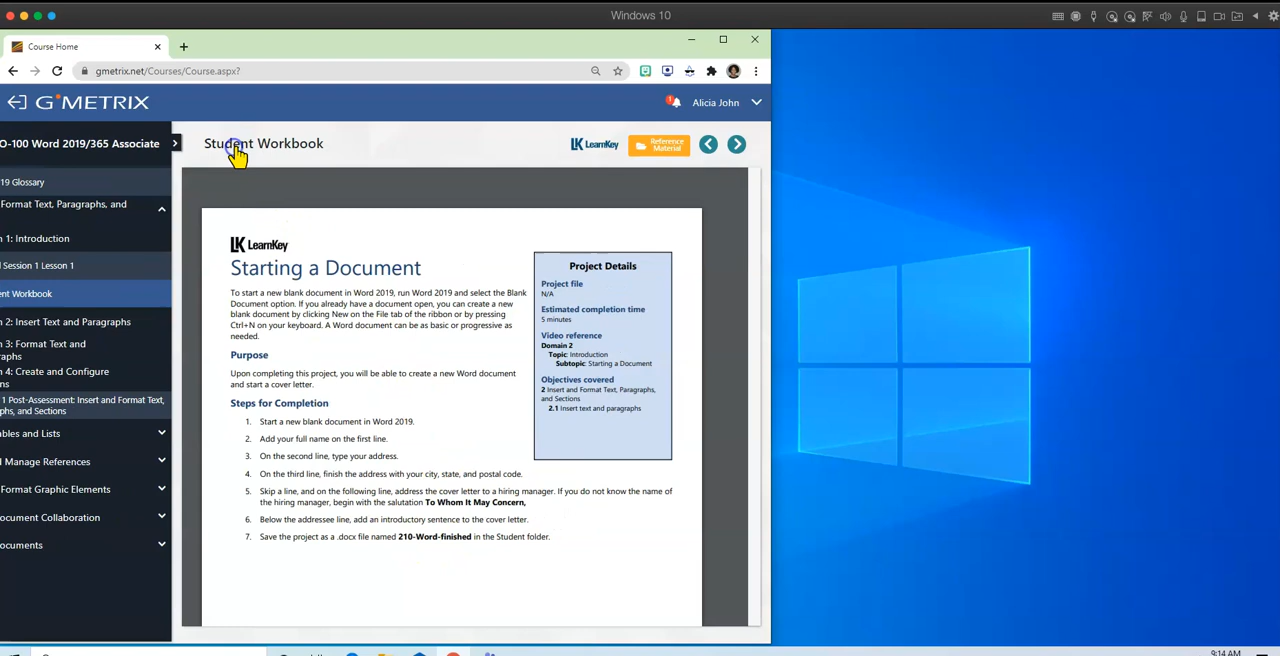 Windows 10
Course Home
gmetrix.net/Courses/Course.aspx?
GMETRIX
1
Alicia John
O-100 Word 2019/365 Associate
Student Workbook
LK LearnKey
Reference
Material
19 Glossary
Format Text, Paragraphs, and
n 1: Introduction
l Session 1 Lesson 1
ent Workbook
n 2: Insert Text and Paragraphs
n 3: Format Text and
raphs
n 4: Create and Configure
ns
1 Post-Assessment: Insert and Format Text,
phs, and Sections
ables and Lists
d Manage References
Format Graphic Elements
ocument Collaboration
ocuments
LK LearnKey
Starting a Document
To start a new blank document in Word 2019, run Word 2019 and select the Blank
Document option. If you already have a document open, you can create a new
blank document by clicking New on the File tab of the ribbon or by pressing
Ctrl+N on your keyboard. A Word document can be as basic or progressive as
needed.
Purpose
Upon completing this project, you will be able to create a new Word document
and start a cover letter.
Steps for Completion
1. Start a new blank document in Word 2019.
2. Add your full name on the first line.
3. On the second line, type your address.
4. On the third line, finish the address with your city, state, and postal code.
5. Skip a line, and on the following line, address the cover letter to a hiring manager. If you do not know the name of
the hiring manager, begin with the salutation To Whom It May Concern,
6. Below the addressee line, add an introductory sentence to the cover letter.
7. Save the project as a .docx file named 210-Word-finished in the Student folder.
Project Details
Project file
N/A
Estimated completion time
5 minutes
Video reference
Domain 2
Topic: Introduction
Subtopic: Starting a Document
Objectives covered
2 Insert and Format Text, Paragraphs,
and Sections
2.1 Insert text and paragraphs
9:14 AM